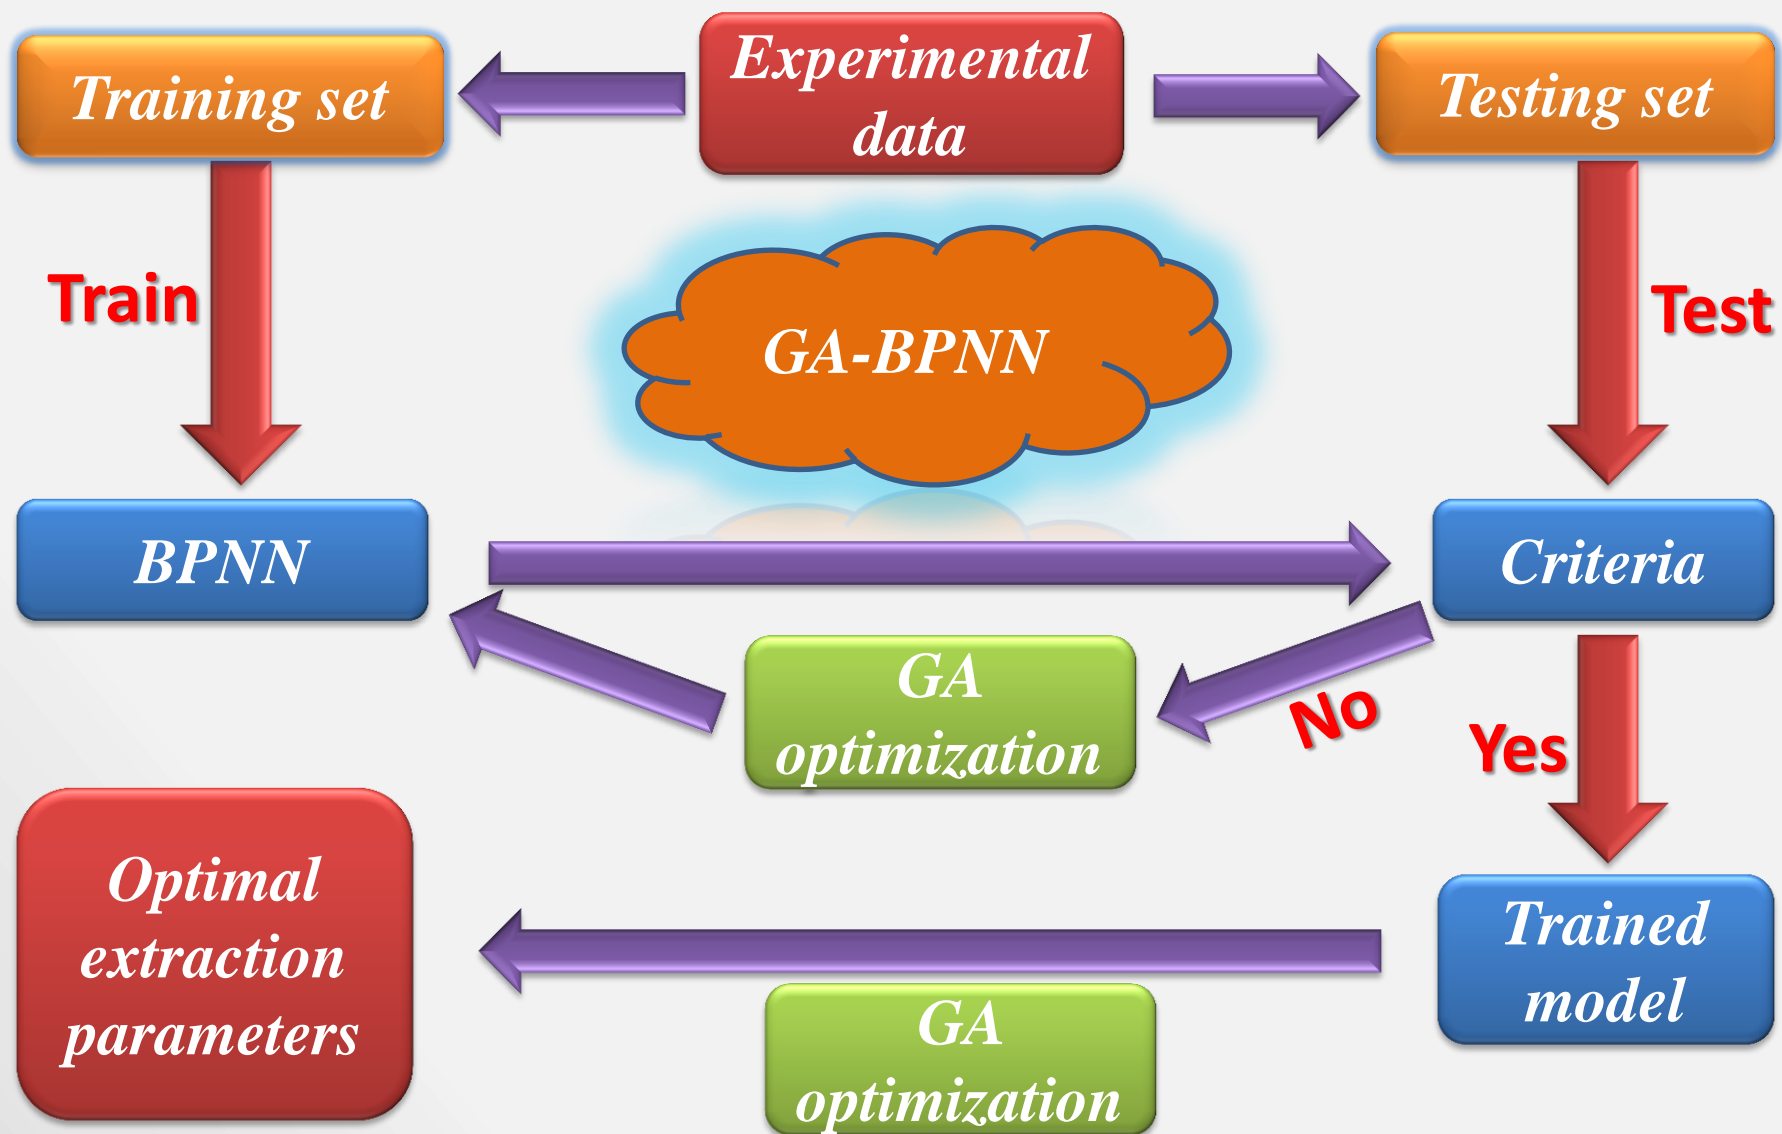 Training set
Experimental
data
Testing set
Train
GA-BPNN
Test
BPNN
Criteria
GA
optimization
No
Yes
Optimal
extraction
parameters
Trained
model
GA
optimization